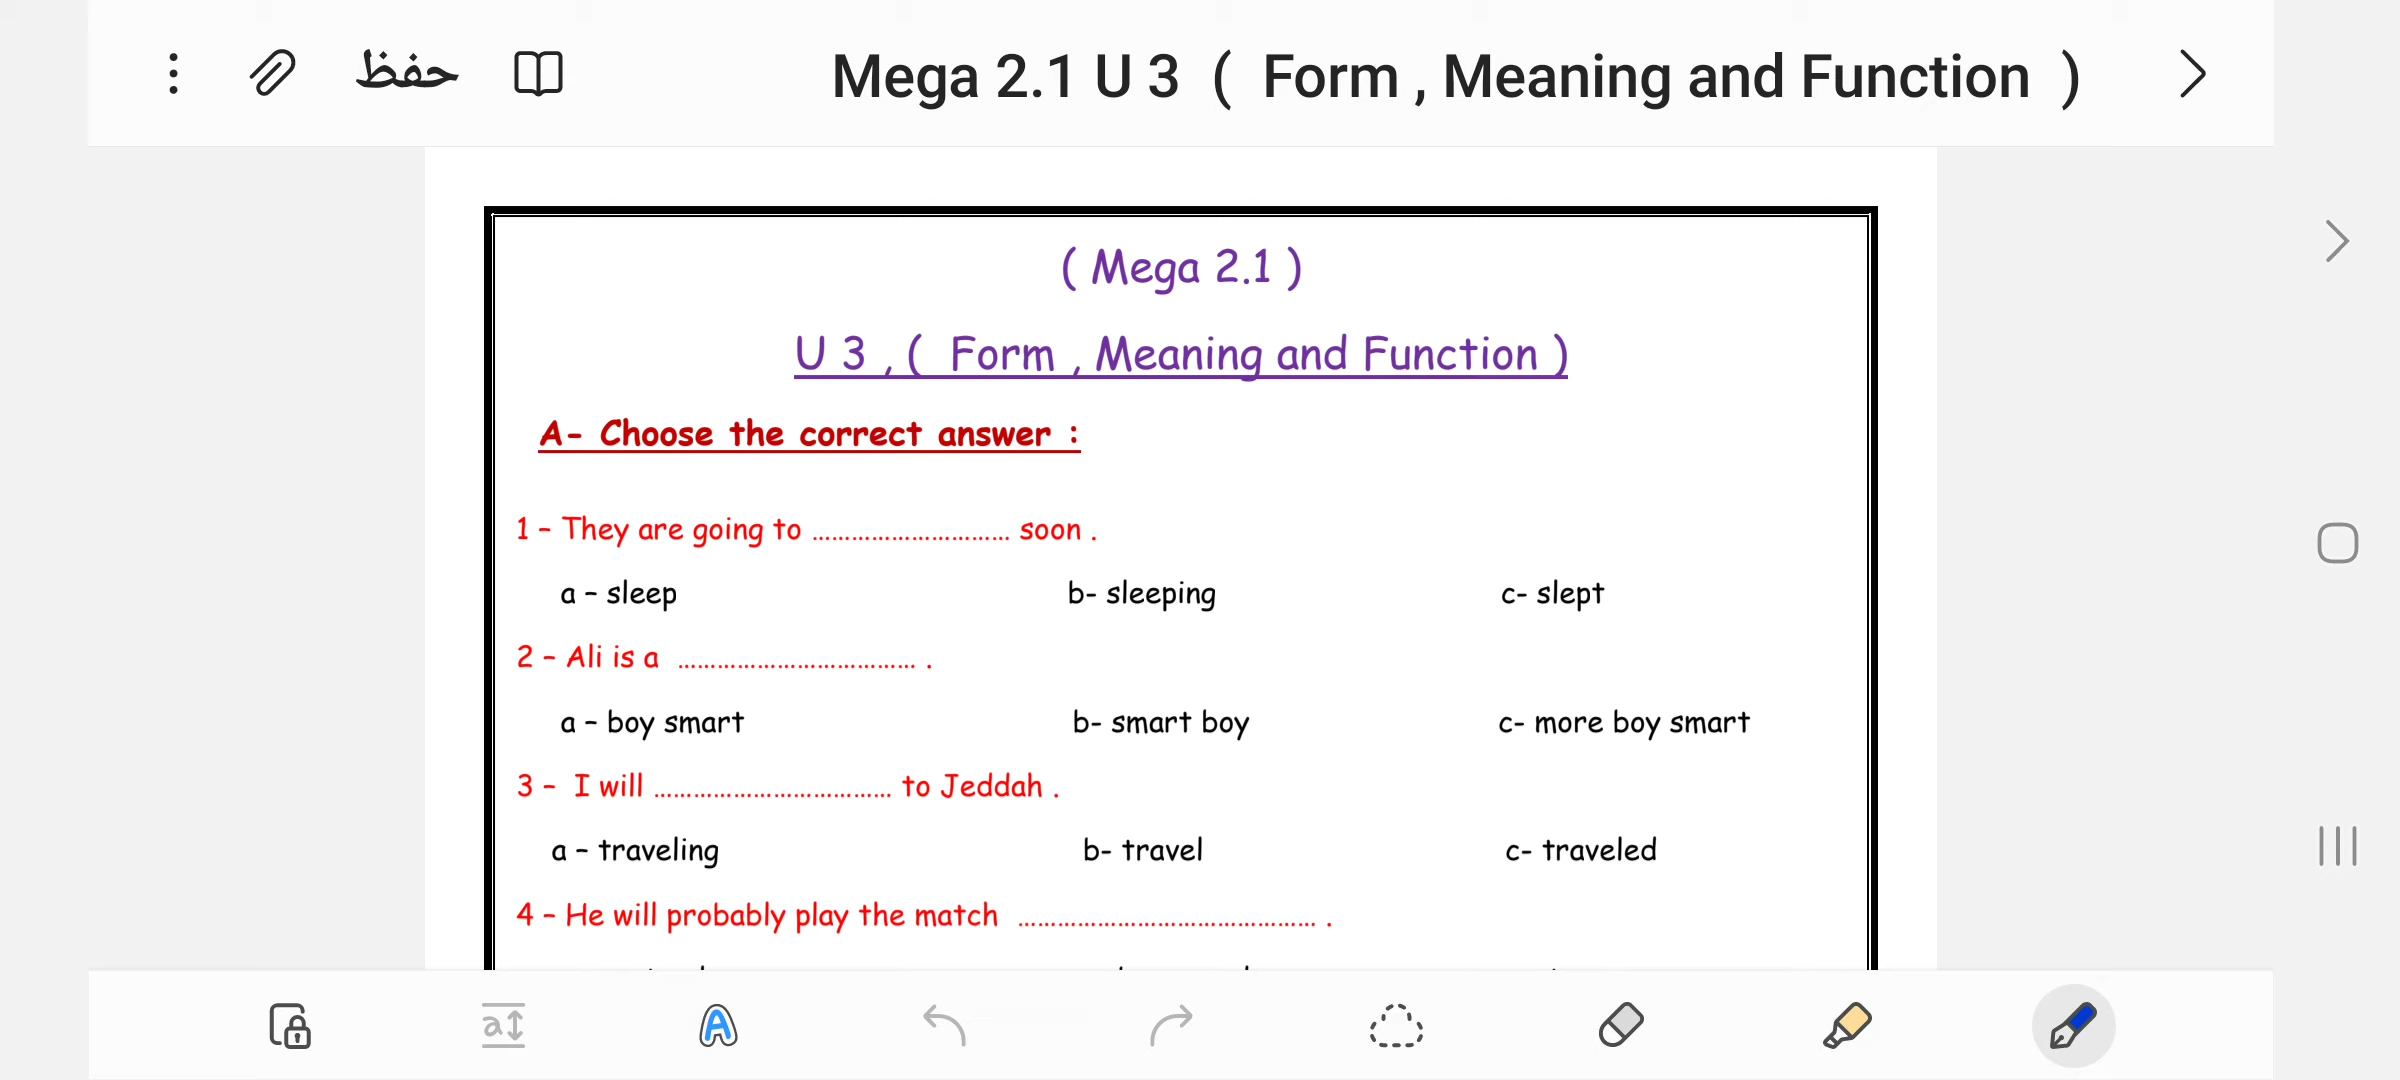 حفظ
Mega 2.1 U 3 ( Form , Meaning and Function )
( Mega 2.1 )
U 3 , ( Form , Meaning and Function )
A- Choose the correct answer :
1 – They are going to .............................. soon .
a – sleep b- sleeping c- slept
2 – Ali is a .................................... .
a – boy smart b- smart boy c- more boy smart
3 – I will .................................... to Jeddah .
a – traveling b- travel c- traveled
4 – He will probably play the match ............................................. .